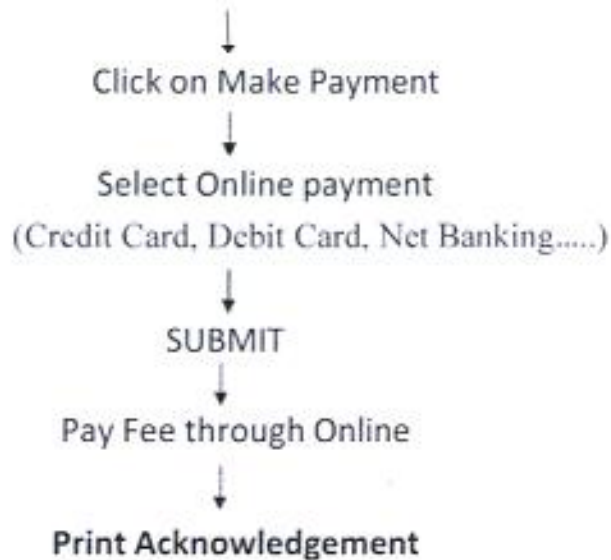 Click on Make Payment
Select Online payment
(Credit Card, Debit Card, Net Banking.....)
SUBMIT
Pay Fee through Online
Print Acknowledgement